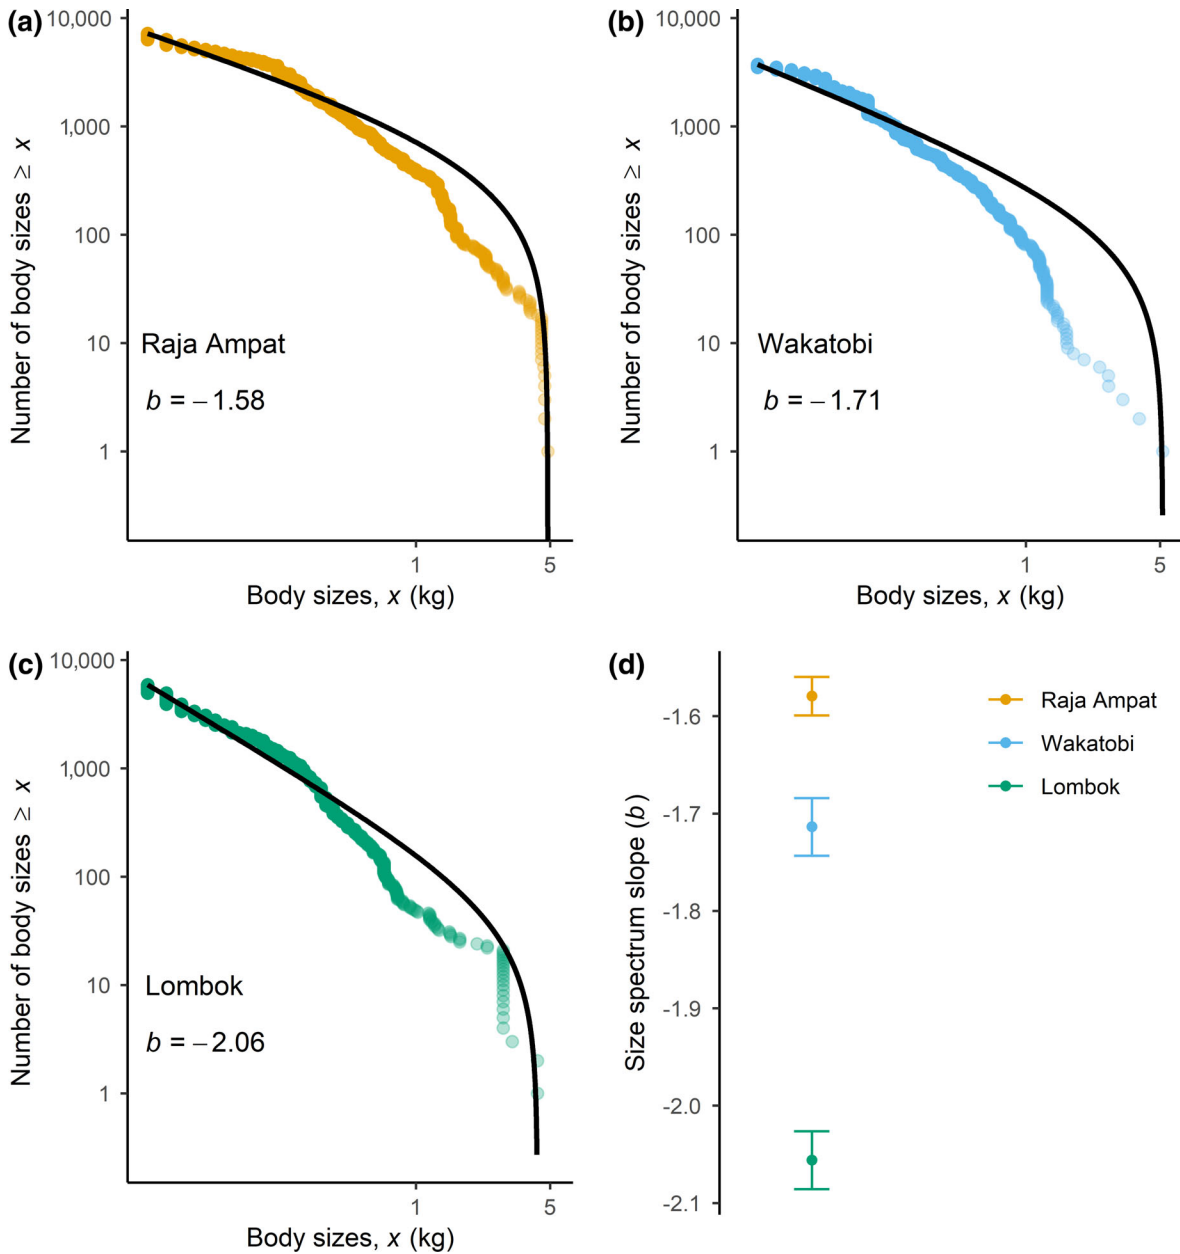 (a)
10,000
1,000
100
10
1
Number of body sizes ≥ x
Raja Ampat
b = −1.58
1 5
Body sizes, x (kg)
(b)
10,000
1,000
100
10
1
Number of body sizes ≥ x
Wakatobi
b = −1.71
1 5
Body sizes, x (kg)
(c)
10,000
1,000
100
10
1
Number of body sizes ≥ x
Lombok
b = −2.06
1 5
Body sizes, x (kg)
(d)
-1.6
-1.7
-1.8
-1.9
-2.0
-2.1
Size spectrum slope (b)
Raja Ampat
Wakatobi
Lombok